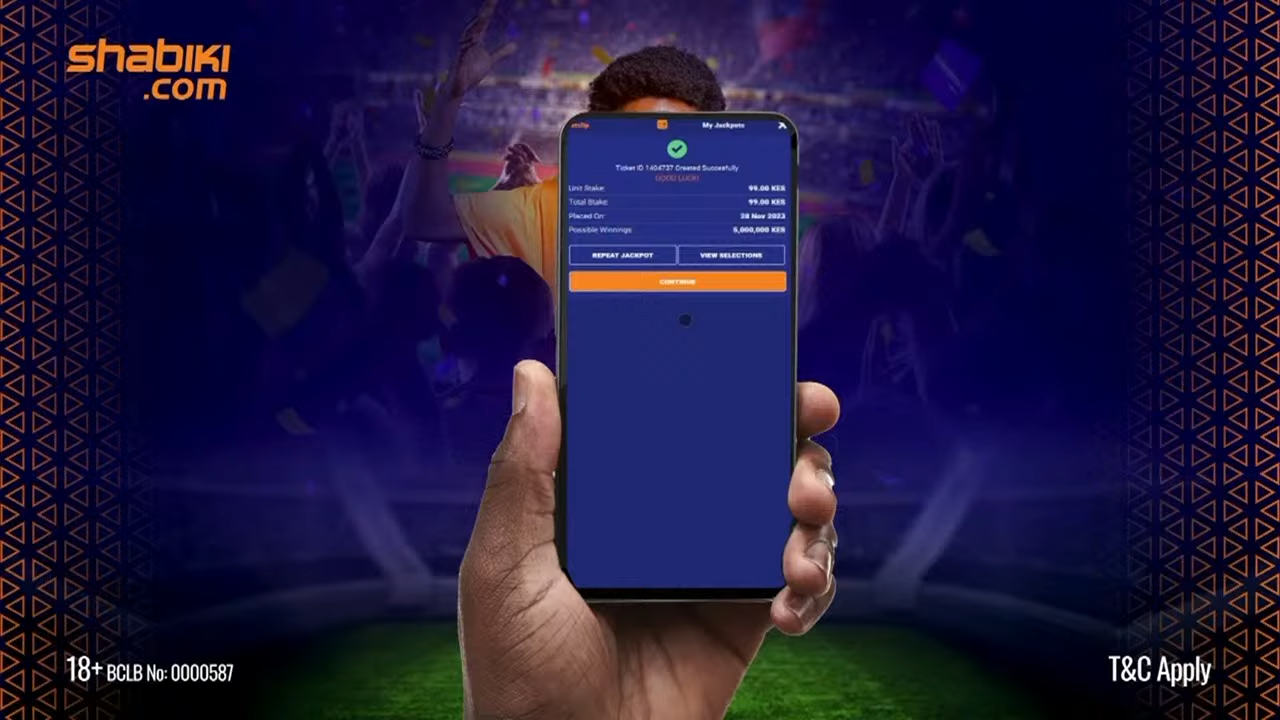 shabiki
.com
My Jackpots
Ticket ID 1404737 Created Succesfully
GOOD LUCK!
Unit Stake: 99.00 KES
Total Stake: 99.00 KES
Placed On: 28 Nov 2023
Possible Winnings: 5,000,000 KES
REPEAT JACKPOT VIEW SELECTIONS
CONTINUE
18+ BCLB No: 0000587
T&C Apply